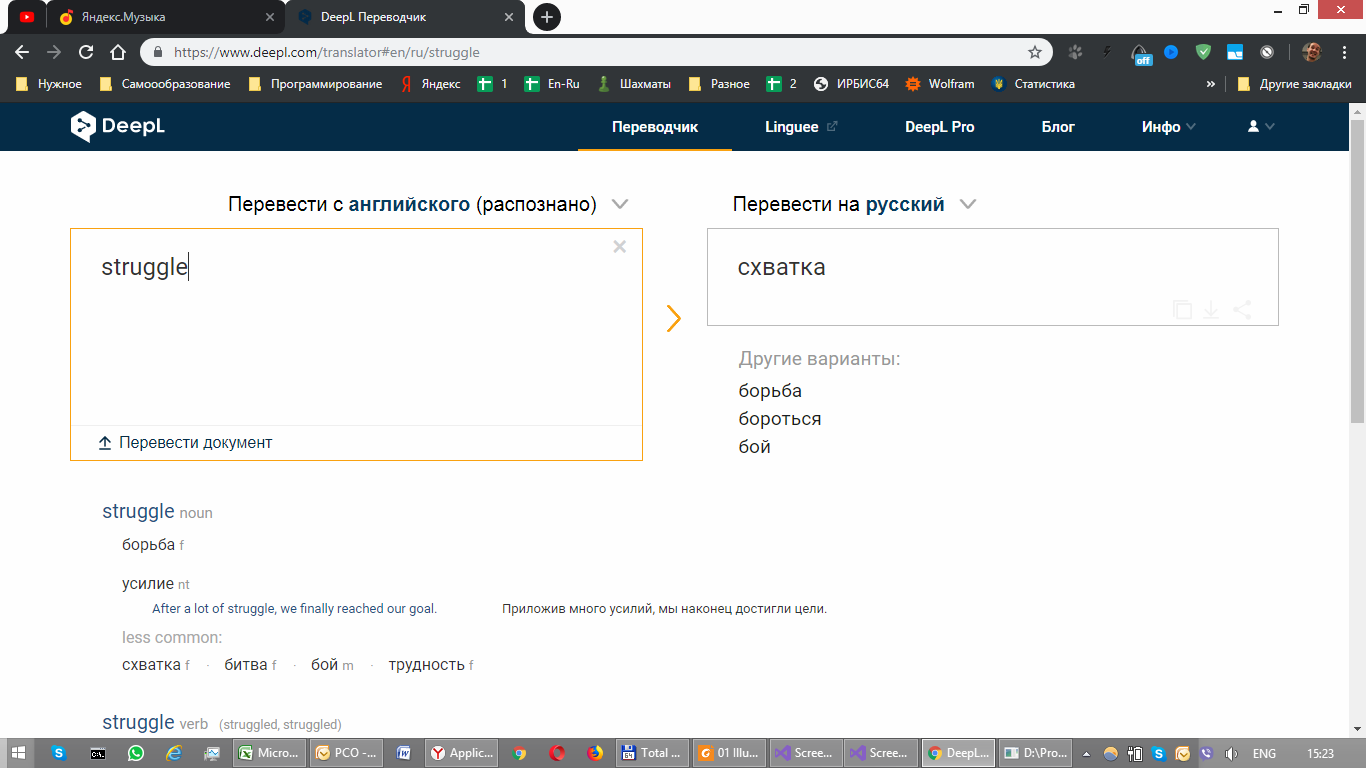 Яндекс.Музыка
DeepL Переводчик
https://www.deepl.com/translator#en/ru/struggle
off
Нужное
Самоообразование
Программирование
Я Яндекс
1
En-Ru
Шахматы
Разное
2
ИРБИС64
Wolfram
Статистика
»
Другие закладки
DeepL
Переводчик
Linguee
DeepL Pro
Блог
Инфо
Перевести с английского (распознано)
Перевести на русский
struggle
схватка
Другие варианты:
борьба
бороться
бой
Перевести документ
struggle noun
борьба f
усилие nt
After a lot of struggle, we finally reached our goal.
Приложив много усилий, мы наконец достигли цели.
less common:
схватка f · битва f · бой m · трудность f
struggle verb (struggled, struggled)
C:\.
Micro...
PCO -...
Applic...
Total ...
01 Illu...
Scree...
Scree...
DeepL...
D:\Pro...
ENG
15:23